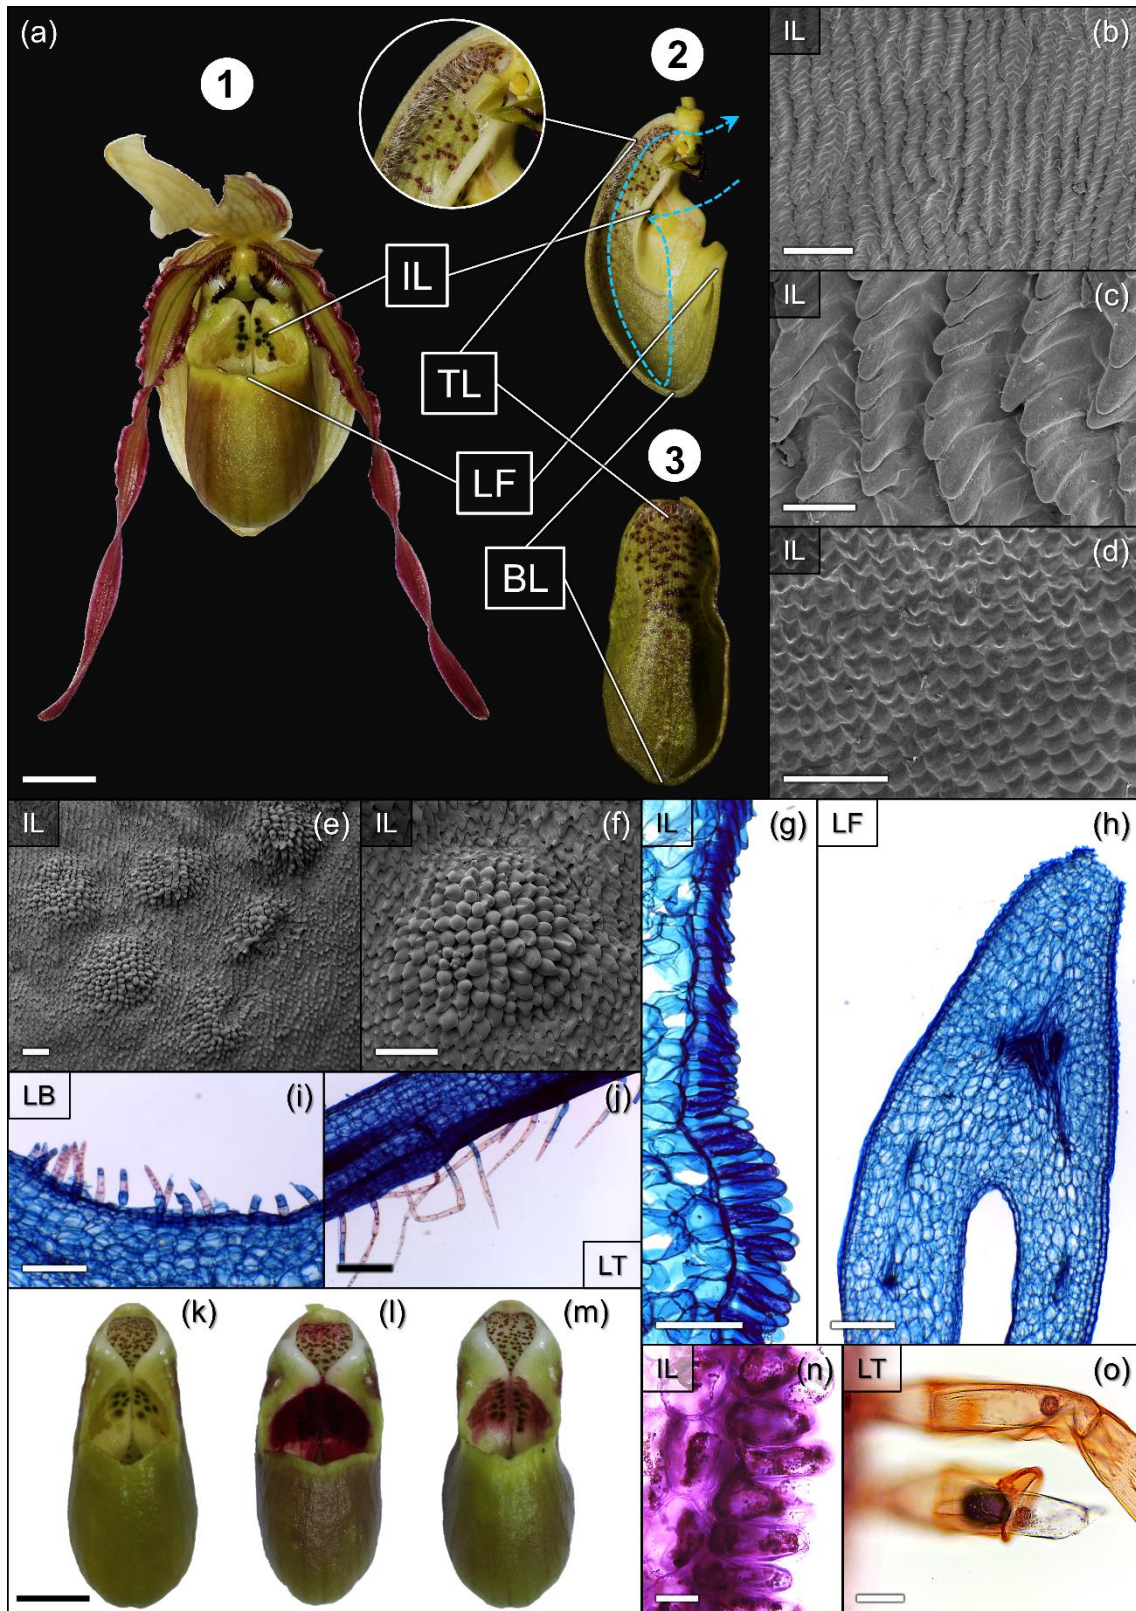 (a)
1
2
IL
TL
LF
3
BL
IL
(b)
IL
(c)
IL
(d)
IL
(e)
IL
(f)
IL
(g)
LF
(h)
LB
(i)
(j)
LT
(k)
(l)
(m)
IL
(n)
LT
(o)